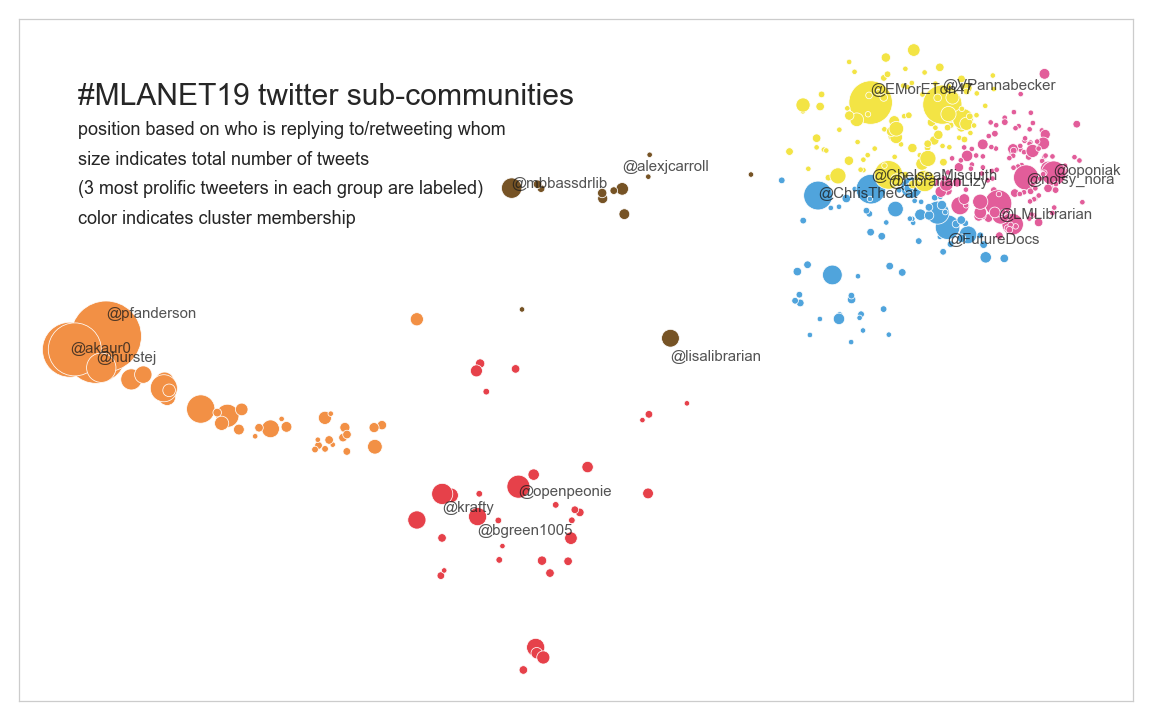 #MLANET19 twitter sub-communities
position based on who is replying to/retweeting whom
size indicates total number of tweets
(3 most prolific tweeters in each group are labeled)
color indicates cluster membership
@EMorETon47
@VPannabecker
@alexjcarroll
@mbbassdrlib
@ChelseaMisquith
@LibrarianLizy
@oponiak
@noisy_nora
@ChrisTheCat
@LMLibrarian
@FutureDocs
@pfanderson
@akaur0
@hurstej
@lisalibrarian
@openpeonie
@krafty
@bgreen1005